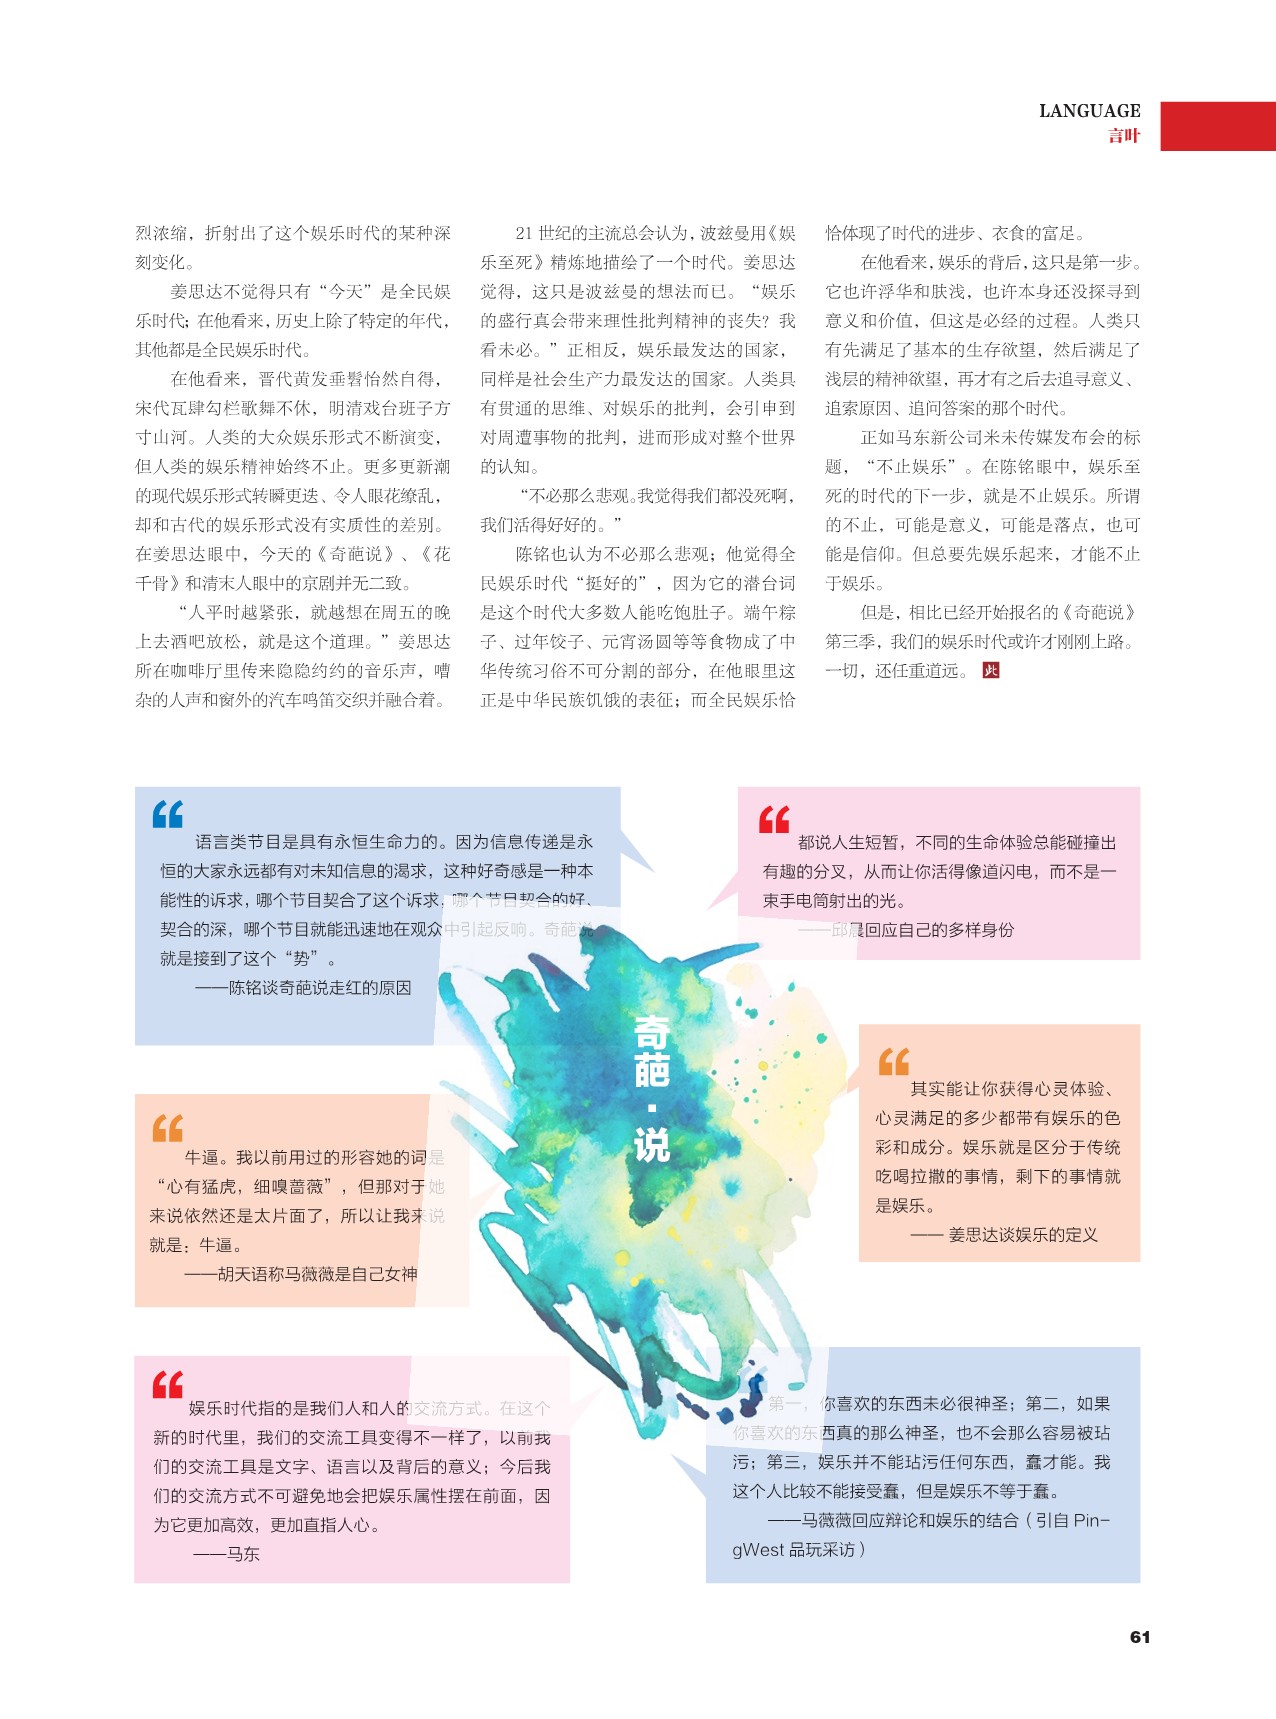 LANGUAGE
言叶
烈浓缩，折射出了这个娱乐时代的某种深
刻变化。
姜思达不觉得只有“今天”是全民娱
乐时代；在他看来，历史上除了特定的年代，
其他都是全民娱乐时代。
在他看来，晋代黄发垂髫怡然自得，
宋代瓦肆勾栏歌舞不休，明清戏台班子方
寸山河。人类的大众娱乐形式不断演变，
但人类的娱乐精神始终不止。更多更新潮
的现代娱乐形式转瞬更迭、令人眼花缭乱，
却和古代的娱乐形式没有实质性的差别。
在姜思达眼中，今天的《奇葩说》、《花
千骨》和清末人眼中的京剧并无二致。
“人平时越紧张，就越想在周五的晚
上去酒吧放松，就是这个道理。”姜思达
所在咖啡厅里传来隐隐约约的音乐声，嘈
杂的人声和窗外的汽车鸣笛交织并融合着。
21 世纪的主流总会认为，波兹曼用《娱
乐至死》精炼地描绘了一个时代。姜思达
觉得，这只是波兹曼的想法而已。“娱乐
的盛行真会带来理性批判精神的丧失？我
看未必。”正相反，娱乐最发达的国家，
同样是社会生产力最发达的国家。人类具
有贯通的思维、对娱乐的批判，会引申到
对周遭事物的批判，进而形成对整个世界
的认知。
“不必那么悲观。我觉得我们都没死啊，
我们活得好好的。”
陈铭也认为不必那么悲观；他觉得全
民娱乐时代“挺好的”，因为它的潜台词
是这个时代大多数人能吃饱肚子。端午粽
子、过年饺子、元宵汤圆等等食物成了中
华传统习俗不可分割的部分，在他眼里这
正是中华民族饥饿的表征；而全民娱乐恰
恰体现了时代的进步、衣食的富足。
在他看来，娱乐的背后，这只是第一步。
它也许浮华和肤浅，也许本身还没探寻到
意义和价值，但这是必经的过程。人类只
有先满足了基本的生存欲望，然后满足了
浅层的精神欲望，再才有之后去追寻意义、
追索原因、追问答案的那个时代。
正如马东新公司米未传媒发布会的标
题，“不止娱乐”。在陈铭眼中，娱乐至
死的时代的下一步，就是不止娱乐。所谓
的不止，可能是意义，可能是落点，也可
能是信仰。但总要先娱乐起来，才能不止
于娱乐。
但是，相比已经开始报名的《奇葩说》
第三季，我们的娱乐时代或许才刚刚上路。
一切，还任重道远。 此
“
语言类节目是具有永恒生命力的。因为信息传递是永
恒的大家永远都有对未知信息的渴求，这种好奇感是一种本
能性的诉求，哪个节目契合了这个诉求，哪个节目契合的好、
契合的深，哪个节目就能迅速地在观众中引起反响。奇葩说
就是接到了这个“势”。
——陈铭谈奇葩说走红的原因
“
牛逼。我以前用过的形容她的词是
“心有猛虎，细嗅蔷薇”，但那对于她
来说依然还是太片面了，所以让我来说
就是：牛逼。
——胡天语称马薇薇是自己女神
“
娱乐时代指的是我们人和人的交流方式。在这个
新的时代里，我们的交流工具变得不一样了，以前我
们的交流工具是文字、语言以及背后的意义；今后我
们的交流方式不可避免地会把娱乐属性摆在前面，因
为它更加高效，更加直指人心。
——马东
奇葩·说
“
都说人生短暂，不同的生命体验总能碰撞出
有趣的分叉，从而让你活得像道闪电，而不是一
束手电筒射出的光。
——邱晨回应自己的多样身份
“
其实能让你获得心灵体验、
心灵满足的多少都带有娱乐的色
彩和成分。娱乐就是区分于传统
吃喝拉撒的事情，剩下的事情就
是娱乐。
—— 姜思达谈娱乐的定义
第一，你喜欢的东西未必很神圣；第二，如果
你喜欢的东西真的那么神圣，也不会那么容易被玷
污；第三，娱乐并不能玷污任何东西，蠢才能。我
这个人比较不能接受蠢，但是娱乐不等于蠢。
——马薇薇回应辩论和娱乐的结合（引自 Pin-
gWest 品玩采访）
61